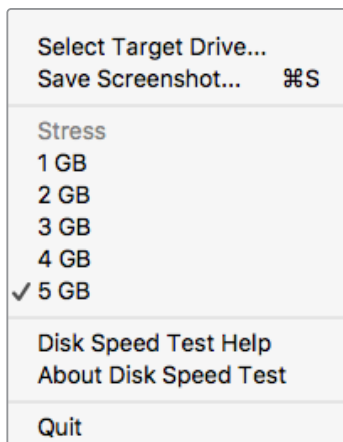 Select Target Drive...
Save Screenshot... ⌘S
Stress
1 GB
2 GB
3 GB
4 GB
✓ 5 GB
Disk Speed Test Help
About Disk Speed Test
Quit